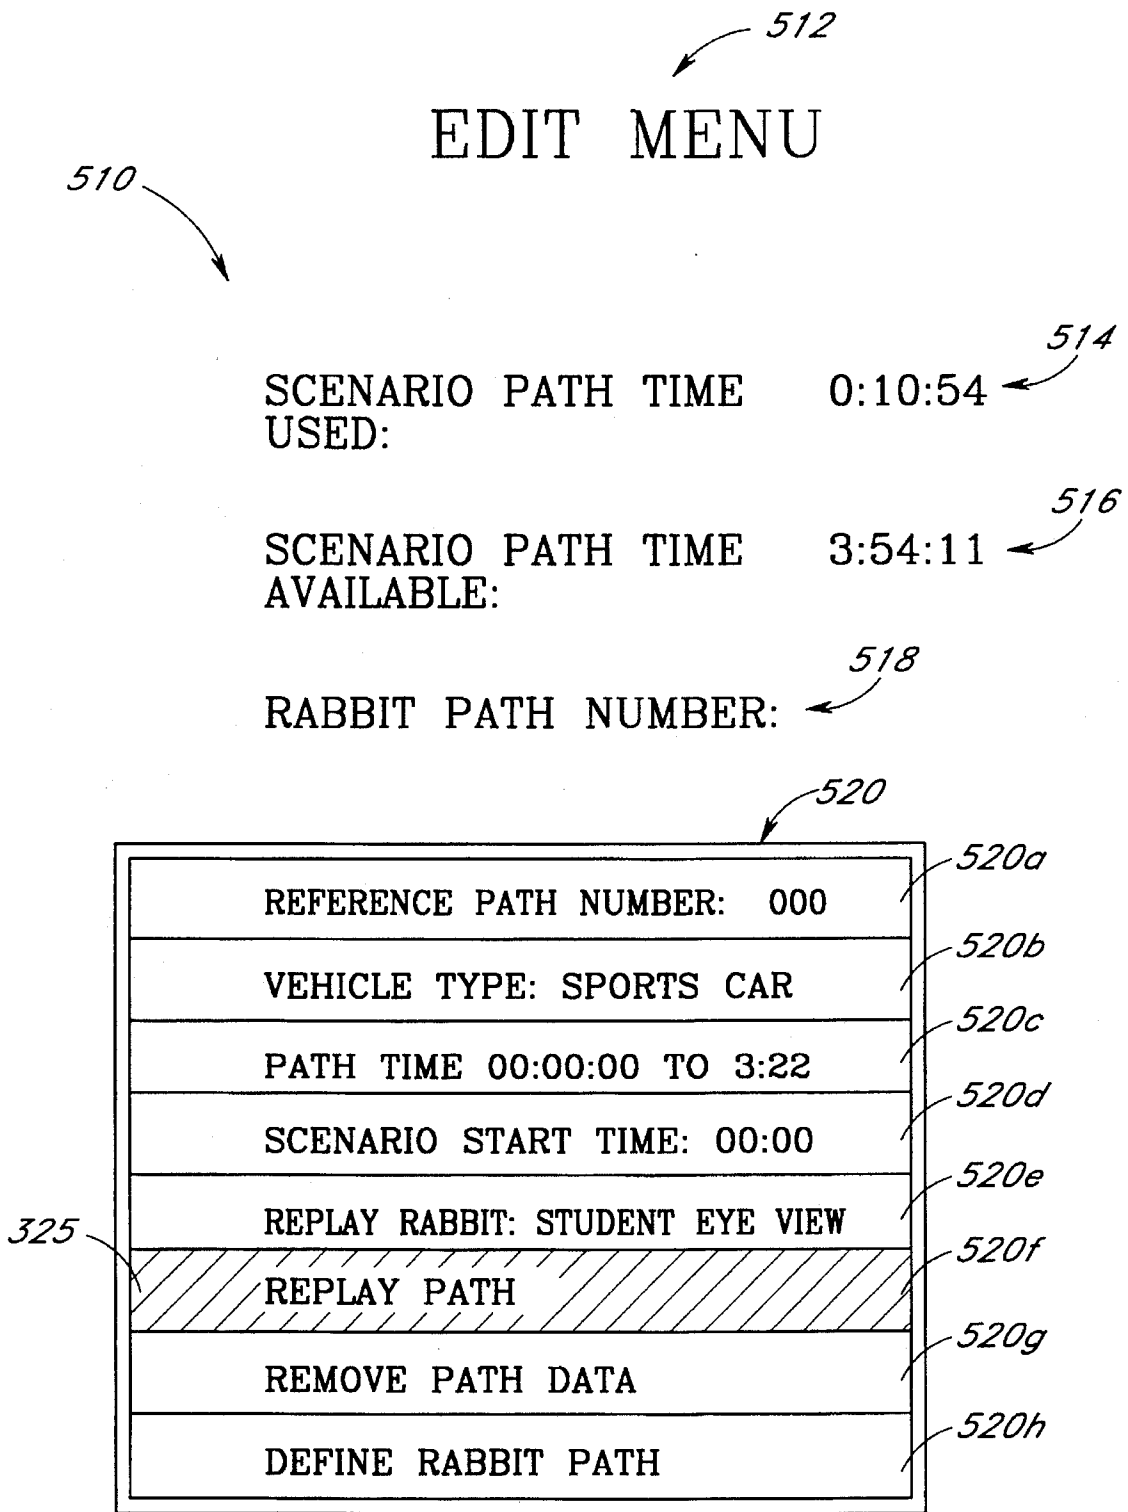 512
EDIT MENU
510
514
SCENARIO PATH TIME 0:10:54
USED:
516
SCENARIO PATH TIME 3:54:11
AVAILABLE:
518
RABBIT PATH NUMBER:
520
520a
REFERENCE PATH NUMBER: 000
520b
VEHICLE TYPE: SPORTS CAR
520c
PATH TIME 00:00:00 TO 3:22
520d
SCENARIO START TIME: 00:00
520e
REPLAY RABBIT: STUDENT EYE VIEW
325
520f
REPLAY PATH
520g
REMOVE PATH DATA
520h
DEFINE RABBIT PATH